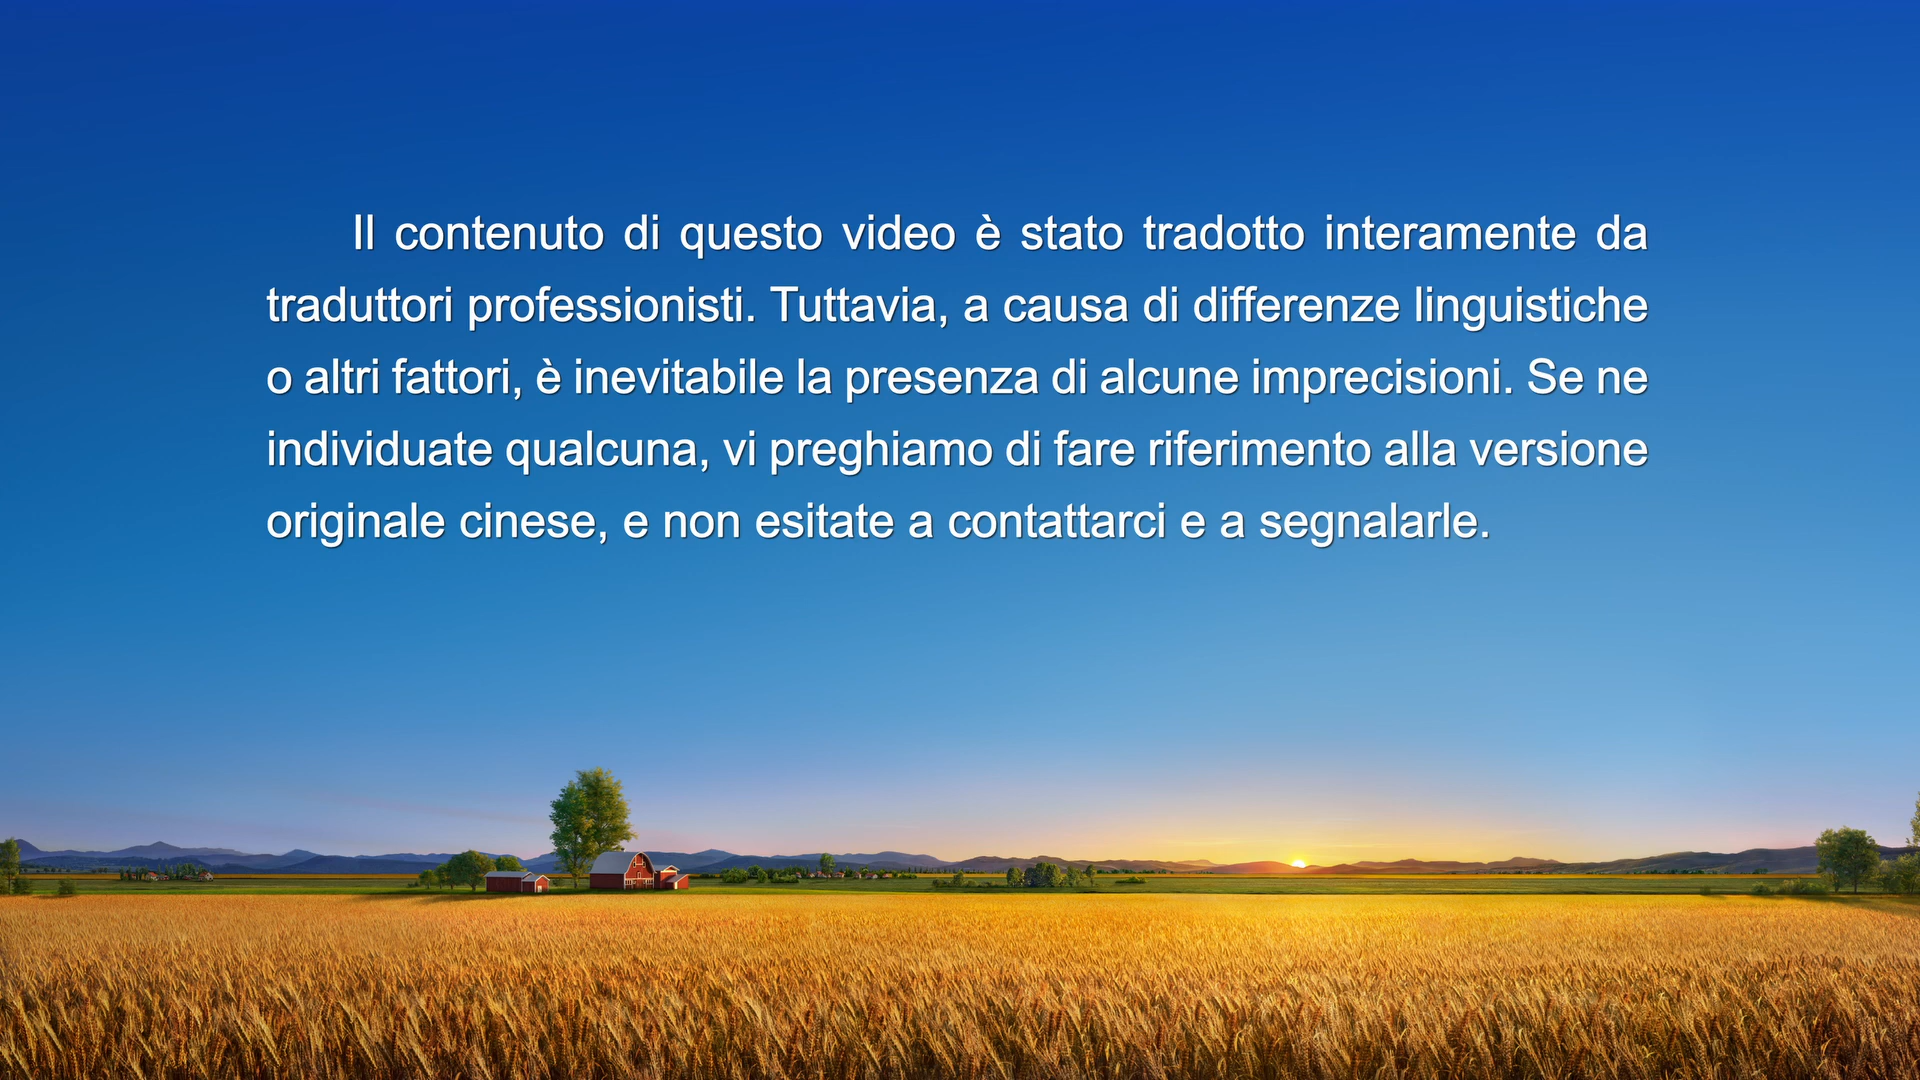 Il contenuto di questo video è stato tradotto interamente da
traduttori professionisti. Tuttavia, a causa di differenze linguistiche
o altri fattori, è inevitabile la presenza di alcune imprecisioni. Se ne
individuate qualcuna, vi preghiamo di fare riferimento alla versione
originale cinese, e non esitate a contattarci e a segnalarle.